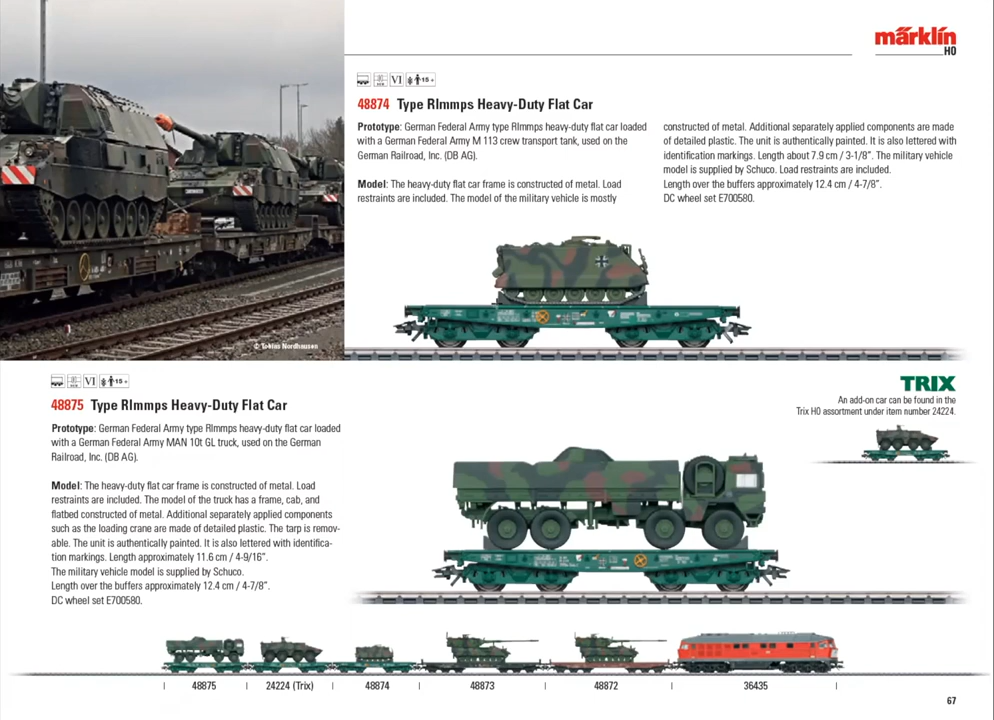 märklin
H0
VI
15 +
48874 Type Rlmmps Heavy-Duty Flat Car
Prototype: German Federal Army type Rlmmps heavy-duty flat car loaded
with a German Federal Army M 113 crew transport tank, used on the
German Railroad, Inc. (DB AG).
Model: The heavy-duty flat car frame is constructed of metal. Load
restraints are included. The model of the military vehicle is mostly
constructed of metal. Additional separately applied components are made
of detailed plastic. The unit is authentically painted. It is also lettered with
identification markings. Length about 7.9 cm / 3-1/8”. The military vehicle
model is supplied by Schuco. Load restraints are included.
Length over the buffers approximately 12.4 cm / 4-7/8”.
DC wheel set E700580.
© Tobias Nordhausen
VI
15 +
48875 Type Rlmmps Heavy-Duty Flat Car
Prototype: German Federal Army type Rlmmps heavy-duty flat car loaded
with a German Federal Army MAN 10t GL truck, used on the German
Railroad, Inc. (DB AG).
Model: The heavy-duty flat car frame is constructed of metal. Load
restraints are included. The model of the truck has a frame, cab, and
flatbed constructed of metal. Additional separately applied components
such as the loading crane are made of detailed plastic. The tarp is remov-
able. The unit is authentically painted. It is also lettered with identifica-
tion markings. Length approximately 11.6 cm / 4-9/16”.
The military vehicle model is supplied by Schuco.
Length over the buffers approximately 12.4 cm / 4-7/8”.
DC wheel set E700580.
TRIX
An add-on car can be found in the
Trix H0 assortment under item number 24224.
48875
24224 (Trix)
48874
48873
48872
36435
67